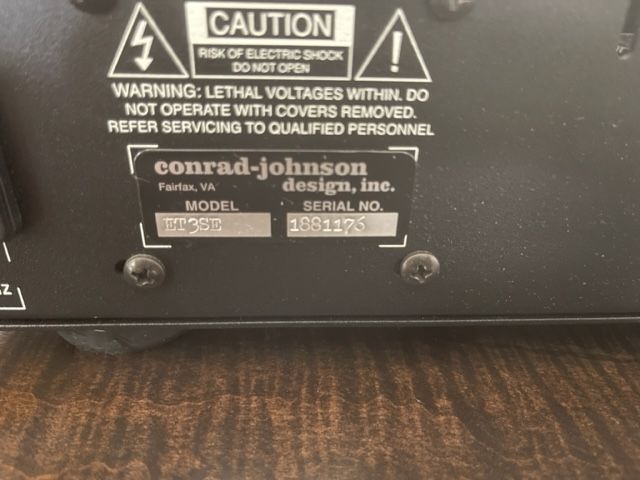 CAUTION
RISK OF ELECTRIC SHOCK
DO NOT OPEN
WARNING: LETHAL VOLTAGES WITHIN. DO
NOT OPERATE WITH COVERS REMOVED.
REFER SERVICING TO QUALIFIED PERSONNEL
conrad-johnson
Fairfax, VA design, inc.
MODEL SERIAL NO.
ET3SE 1881176